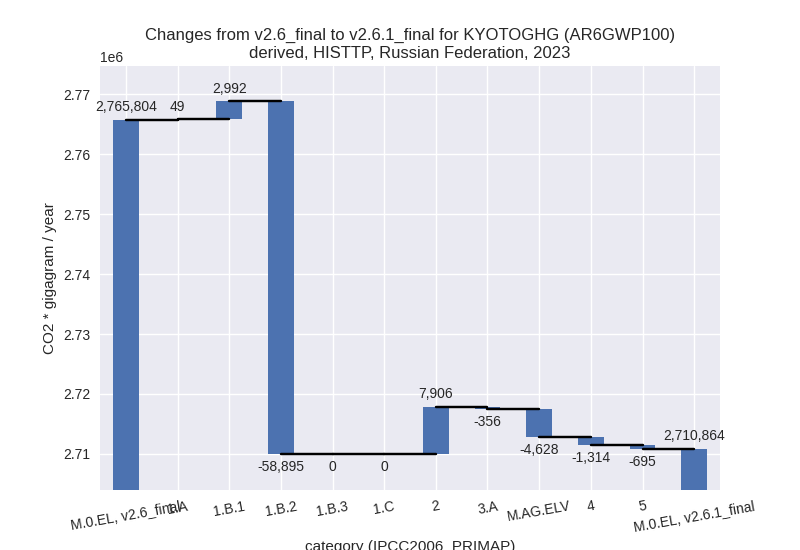 Changes from v2.6_final to v2.6.1_final for KYOTOGHG (AR6GWP100)
derived, HISTTP, Russian Federation, 2023
1e6
2.77
2.76
2.75
2.74
2.73
2.72
2.71
CO2 * gigagram / year
2,765,804
49
2,992
-58,895
0
0
7,906
-356
-4,628
-1,314
-695
2,710,864
M.0.EL, v2.6_final
1.A
1.B.1
1.B.2
1.B.3
1.C
2
3.A
M.AG.ELV
4
5
M.0.EL, v2.6.1_final
category (IPCC2006_PRIMAP)